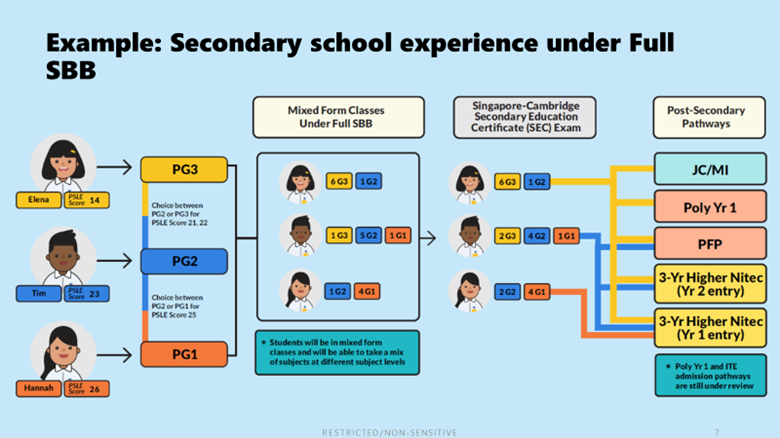 Example: Secondary school experience under Full
SBB
Mixed Form Classes
Under Full SBB
Singapore-Cambridge
Secondary Education
Certificate (SEC) Exam
Post-Secondary
Pathways
Elena
PSLE
Score
14
PG3
Choice between
PG2 or PG3 for
PSLE Score 21, 22
Tim
PSLE
Score
23
PG2
Choice between
PG2 or PG1 for
PSLE Score 25
Hannah
PSLE
Score
26
PG1
6 G3 1 G2
1 G3 5 G2 1 G1
1 G2 4 G1
• Students will be in mixed form
classes and will be able to take a mix
of subjects at different subject levels
6 G3 1 G2
2 G3 4 G2 1 G1
2 G2 4 G1
JC/MI
Poly Yr 1
PFP
3-Yr Higher Nitec
(Yr 2 entry)
3-Yr Higher Nitec
(Yr 1 entry)
• Poly Yr 1 and ITE
admission pathways
are still under review
RESTRICTED/NON-SENSITIVE
7